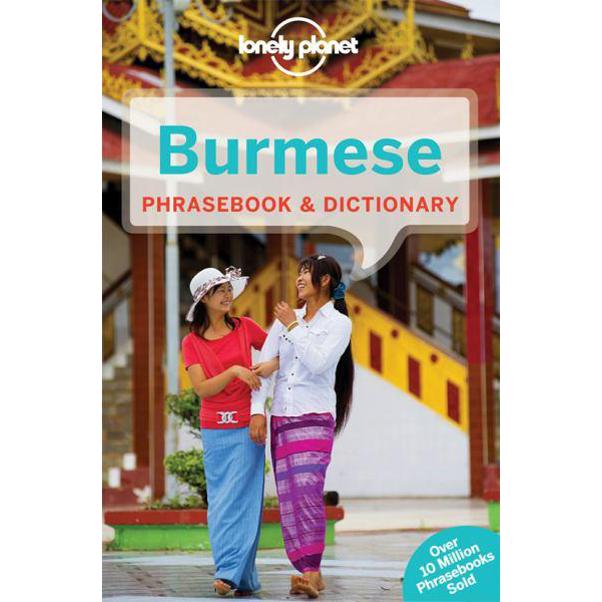 lonely planet
Burmese
PHRASEBOOK & DICTIONARY
Over
10 Million
Phrasebooks
Sold